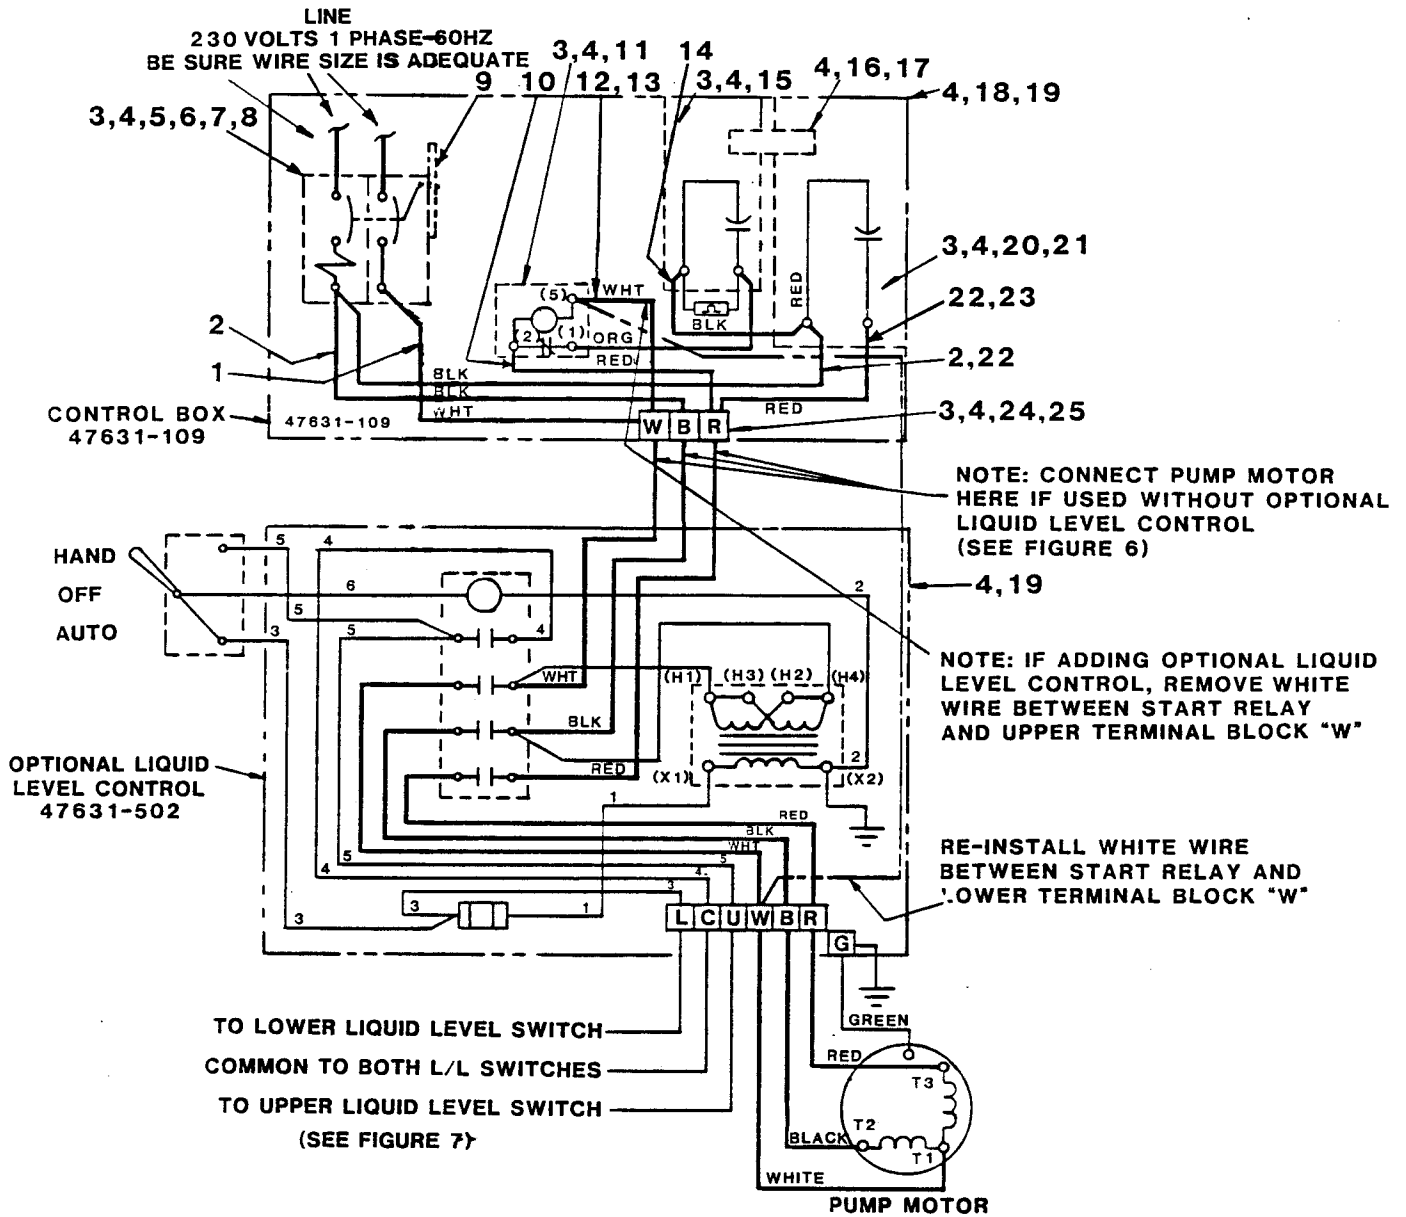 LINE
230 VOLTS 1 PHASE-60HZ
BE SURE WIRE SIZE IS ADEQUATE
3,4,5,6,7,8
9
10
3,4,11
12,13
14
3,4,15
4,16,17
4,18,19
3,4,20,21
22,23
2,22
3,4,24,25
2
1
(5)
WHT
(2)
(1)
ORG
RED
BLK
RED
BLK
BLK
WHT
RED
CONTROL BOX
47631-109
47631-109
W B R
NOTE: CONNECT PUMP MOTOR
HERE IF USED WITHOUT OPTIONAL
LIQUID LEVEL CONTROL
(SEE FIGURE 6)
4,19
HAND
OFF
AUTO
5
4
6
5
3
5
4
2
WHT
BLK
RED
(H1)
(H3)
(H2)
(H4)
(X1)
(X2)
2
1
NOTE: IF ADDING OPTIONAL LIQUID
LEVEL CONTROL, REMOVE WHITE
WIRE BETWEEN START RELAY
AND UPPER TERMINAL BLOCK "W"
OPTIONAL LIQUID
LEVEL CONTROL
47631-502
RED
BLK
WHT
5
5
4
4
3
3
1
3
RE-INSTALL WHITE WIRE
BETWEEN START RELAY AND
LOWER TERMINAL BLOCK "W"
L C U W B R
G
TO LOWER LIQUID LEVEL SWITCH
COMMON TO BOTH L/L SWITCHES
TO UPPER LIQUID LEVEL SWITCH
(SEE FIGURE 7)
GREEN
RED
T3
T2
BLACK
T1
WHITE
PUMP MOTOR